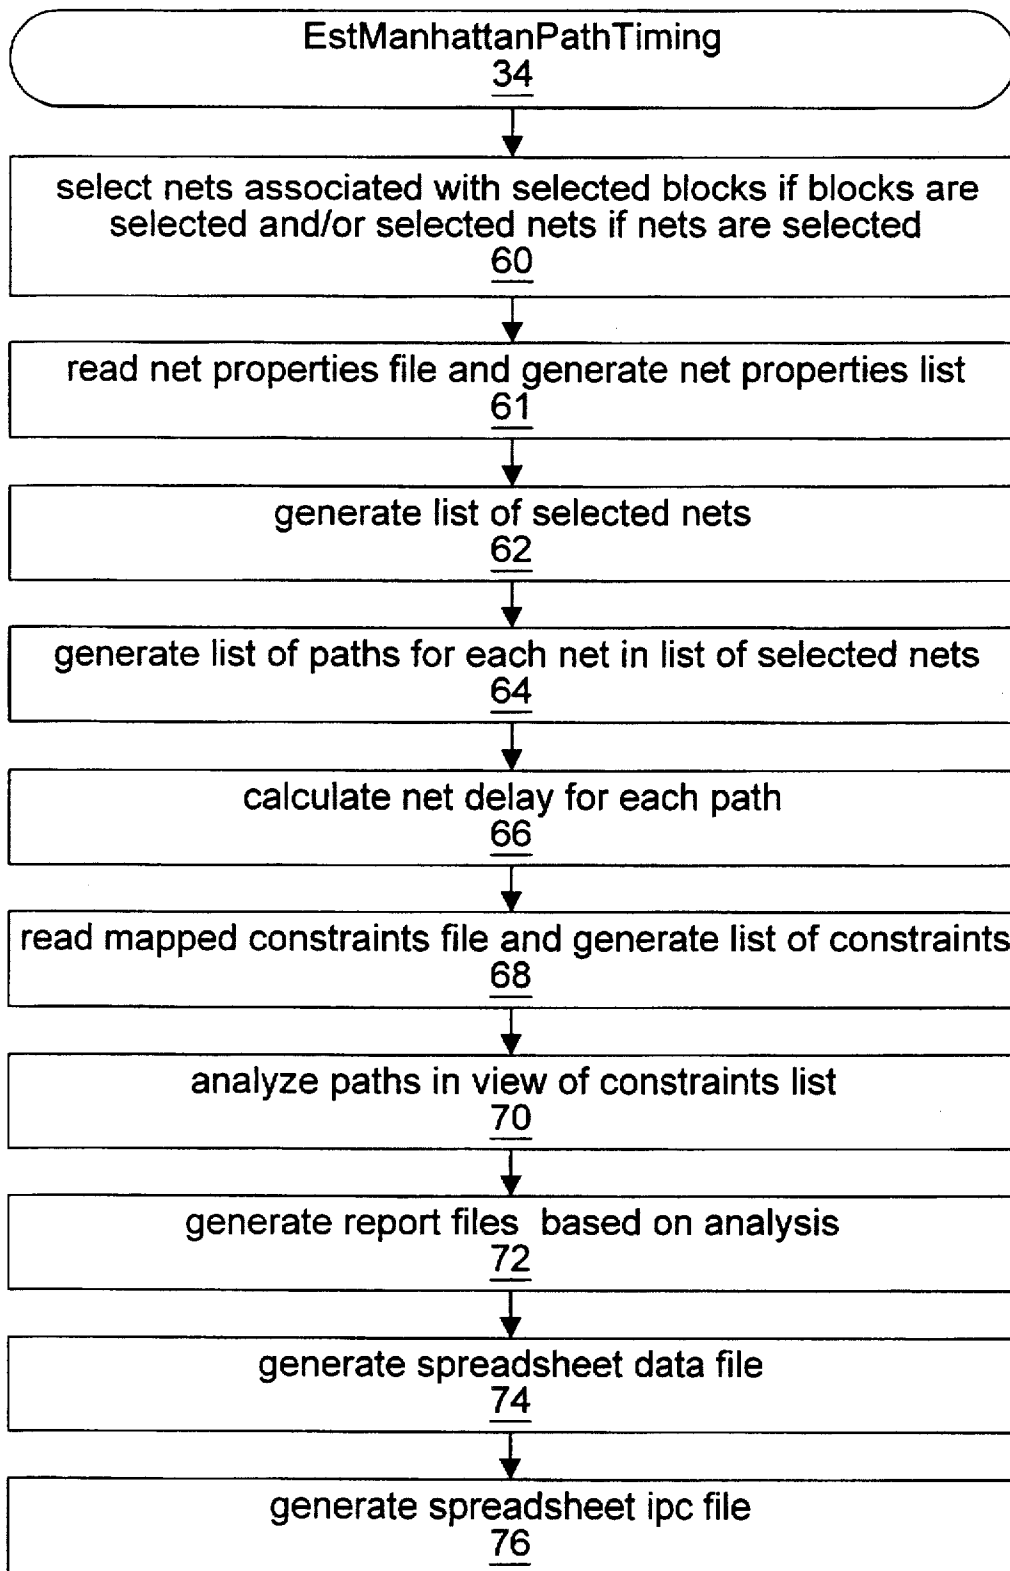 EstManhattanPathTiming
34
select nets associated with selected blocks if blocks are
selected and/or selected nets if nets are selected
60
read net properties file and generate net properties list
61
generate list of selected nets
62
generate list of paths for each net in list of selected nets
64
calculate net delay for each path
66
read mapped constraints file and generate list of constraints
68
analyze paths in view of constraints list
70
generate report files based on analysis
72
generate spreadsheet data file
74
generate spreadsheet ipc file
76